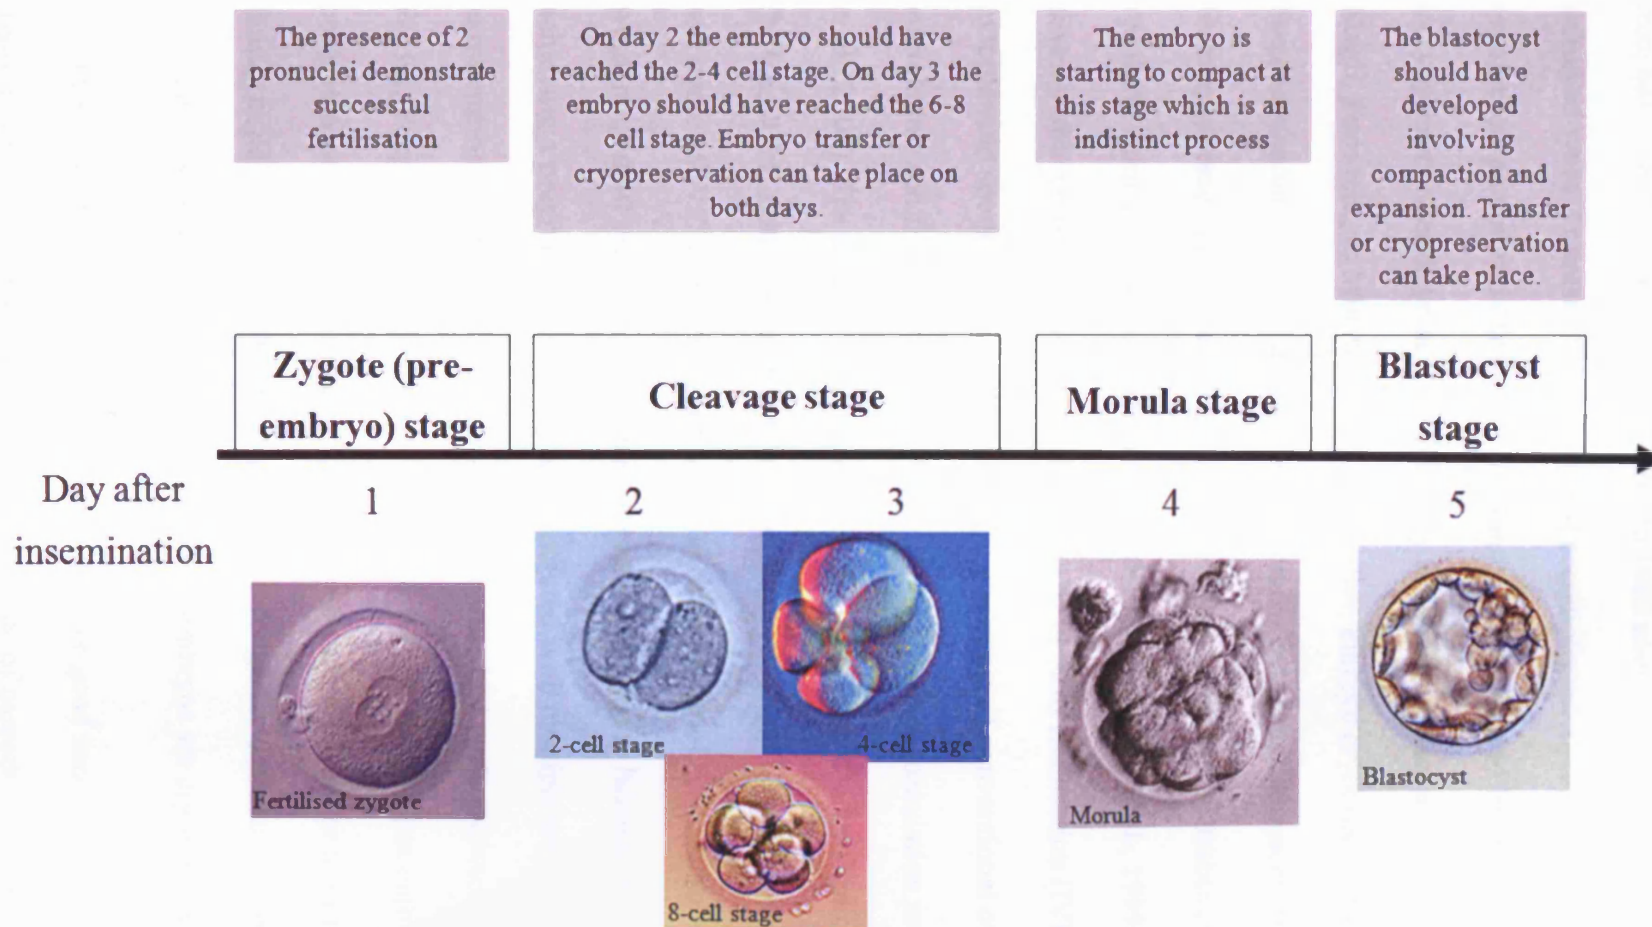 The presence of 2
pronuclei demonstrate
successful
fertilisation
On day 2 the embryo should have
reached the 2-4 cell stage. On day 3 the
embryo should have reached the 6-8
cell stage. Embryo transfer or
cryopreservation can take place on
both days.
The embryo is
starting to compact at
this stage which is an
indistinct process
The blastocyst
should have
developed
involving
compaction and
expansion. Transfer
or cryopreservation
can take place.
Zygote (pre-
embryo) stage
Cleavage stage
Morula stage
Blastocyst
stage
Day after
insemination
1
2
3
4
5
Fertilised zygote
2-cell stage
4-cell stage
8-cell stage
Morula
Blastocyst